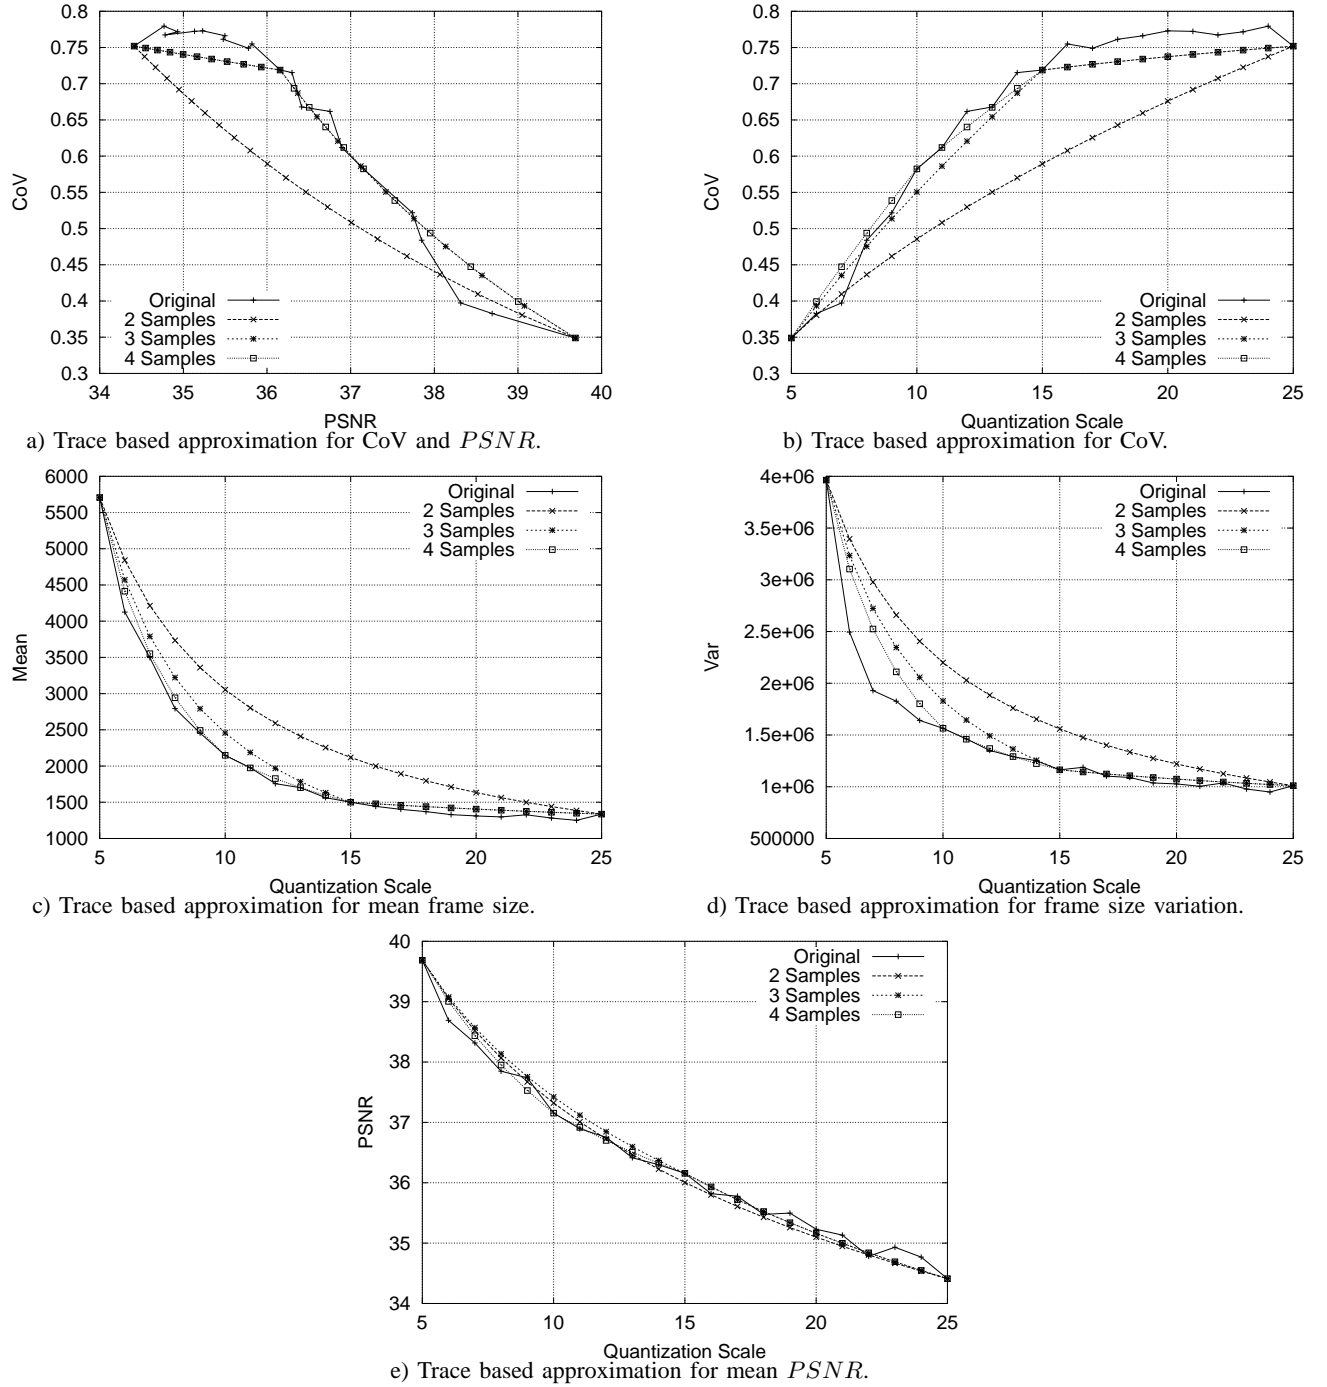 0.8
0.75
0.7
0.65
0.6
0.55
0.5
0.45
0.4
0.35
0.3
CoV
34 35 36 37 38 39 40
PSNR
Original
2 Samples
3 Samples
4 Samples
a) Trace based approximation for CoV and PSNR.
0.8
0.75
0.7
0.65
0.6
0.55
0.5
0.45
0.4
0.35
0.3
CoV
5 10 15 20 25
Quantization Scale
Original
2 Samples
3 Samples
4 Samples
b) Trace based approximation for CoV.
6000
5500
5000
4500
4000
3500
3000
2500
2000
1500
1000
Mean
5 10 15 20 25
Quantization Scale
Original
2 Samples
3 Samples
4 Samples
c) Trace based approximation for mean frame size.
4e+06
3.5e+06
3e+06
2.5e+06
2e+06
1.5e+06
1e+06
500000
Var
5 10 15 20 25
Quantization Scale
Original
2 Samples
3 Samples
4 Samples
d) Trace based approximation for frame size variation.
40
39
38
37
36
35
34
PSNR
5 10 15 20 25
Quantization Scale
Original
2 Samples
3 Samples
4 Samples
e) Trace based approximation for mean PSNR.